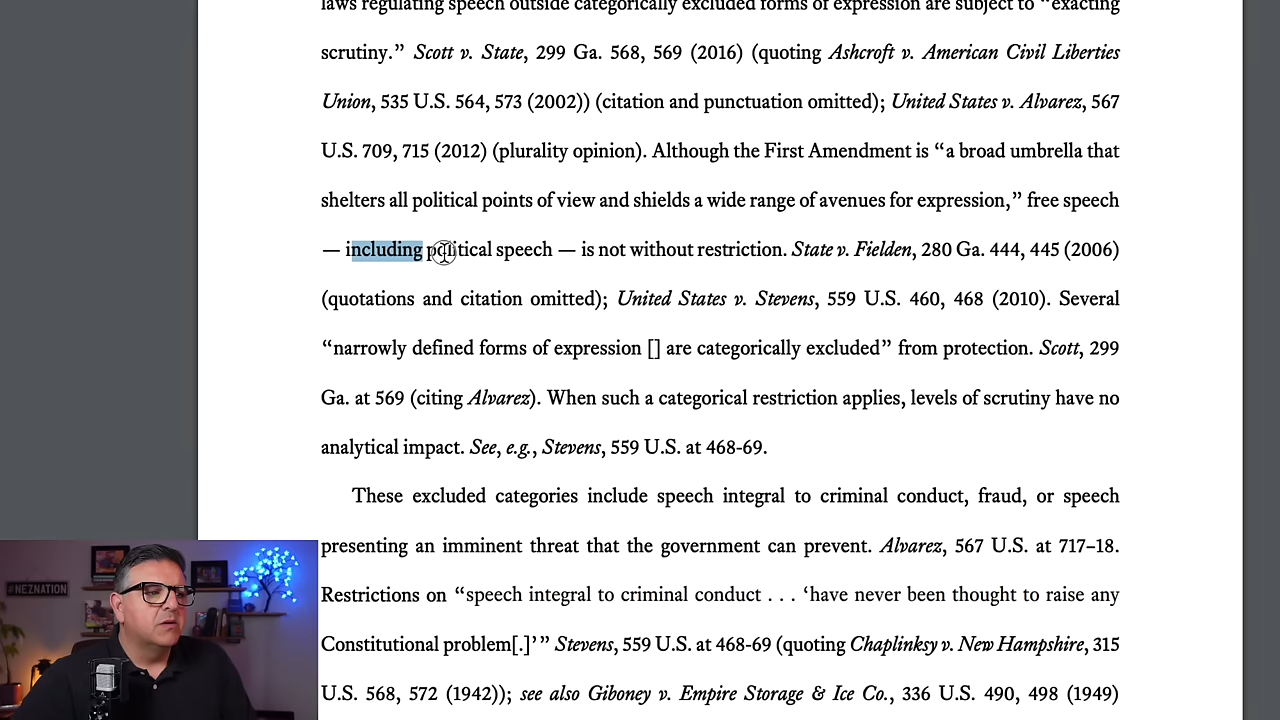 laws regulating speech outside categorically excluded forms of expression are subject to “exacting
scrutiny.” Scott v. State, 299 Ga. 568, 569 (2016) (quoting Ashcroft v. American Civil Liberties
Union, 535 U.S. 564, 573 (2002)) (citation and punctuation omitted); United States v. Alvarez, 567
U.S. 709, 715 (2012) (plurality opinion). Although the First Amendment is “a broad umbrella that
shelters all political points of view and shields a wide range of avenues for expression,” free speech
— including political speech — is not without restriction. State v. Fielden, 280 Ga. 444, 445 (2006)
(quotations and citation omitted); United States v. Stevens, 559 U.S. 460, 468 (2010). Several
“narrowly defined forms of expression [] are categorically excluded” from protection. Scott, 299
Ga. at 569 (citing Alvarez). When such a categorical restriction applies, levels of scrutiny have no
analytical impact. See, e.g., Stevens, 559 U.S. at 468-69.
These excluded categories include speech integral to criminal conduct, fraud, or speech
presenting an imminent threat that the government can prevent. Alvarez, 567 U.S. at 717–18.
Restrictions on “speech integral to criminal conduct . . . ‘have never been thought to raise any
Constitutional problem[.]’” Stevens, 559 U.S. at 468-69 (quoting Chaplinksy v. New Hampshire, 315
U.S. 568, 572 (1942)); see also Giboney v. Empire Storage & Ice Co., 336 U.S. 490, 498 (1949)
#NEZNATION